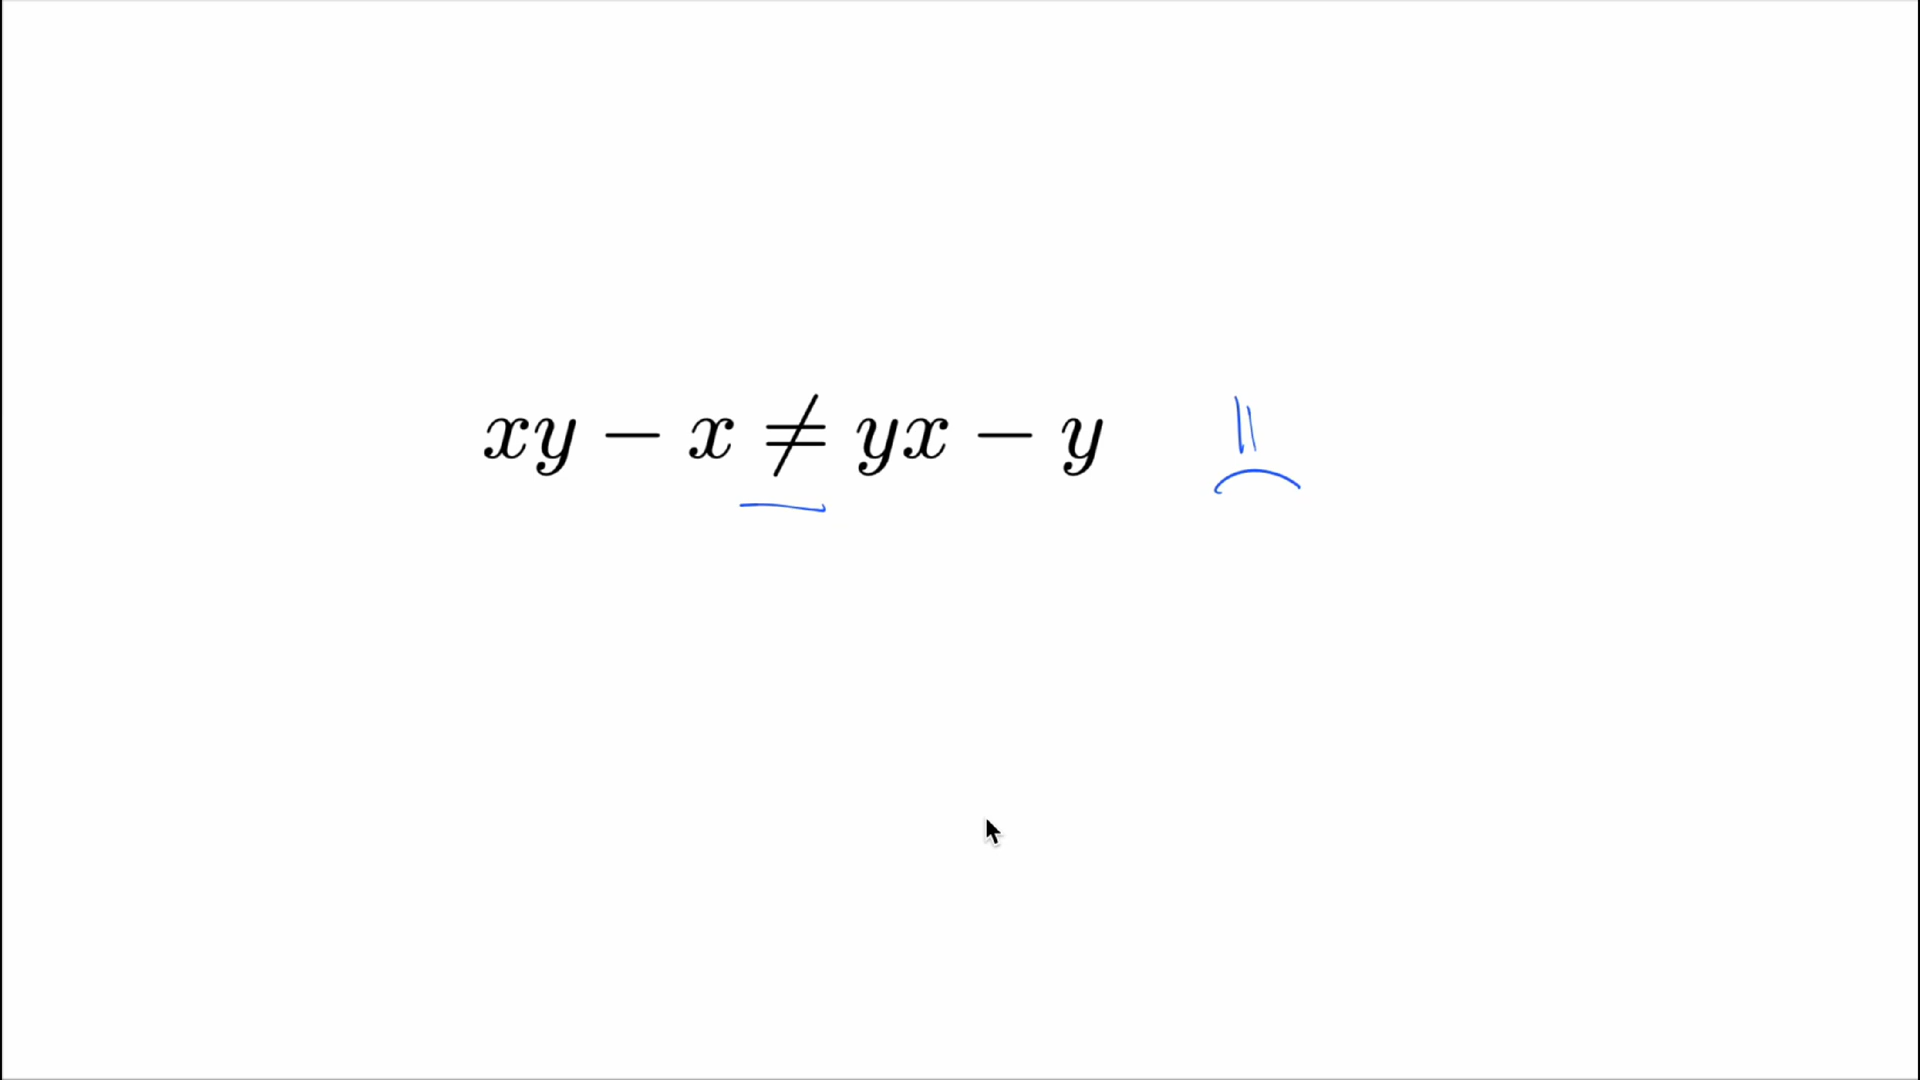 xy − x ≠ yx − y